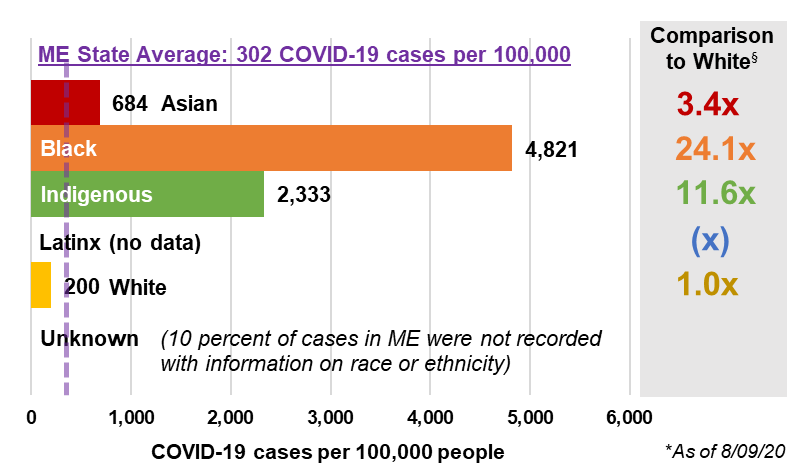 ME State Average: 302 COVID-19 cases per 100,000
Comparison
to White§
684 Asian
3.4x
Black
4,821
24.1x
Indigenous
2,333
11.6x
Latinx (no data)
(x)
200 White
1.0x
Unknown (10 percent of cases in ME were not recorded
with information on race or ethnicity)
0 1,000 2,000 3,000 4,000 5,000 6,000
COVID-19 cases per 100,000 people
*As of 8/09/20